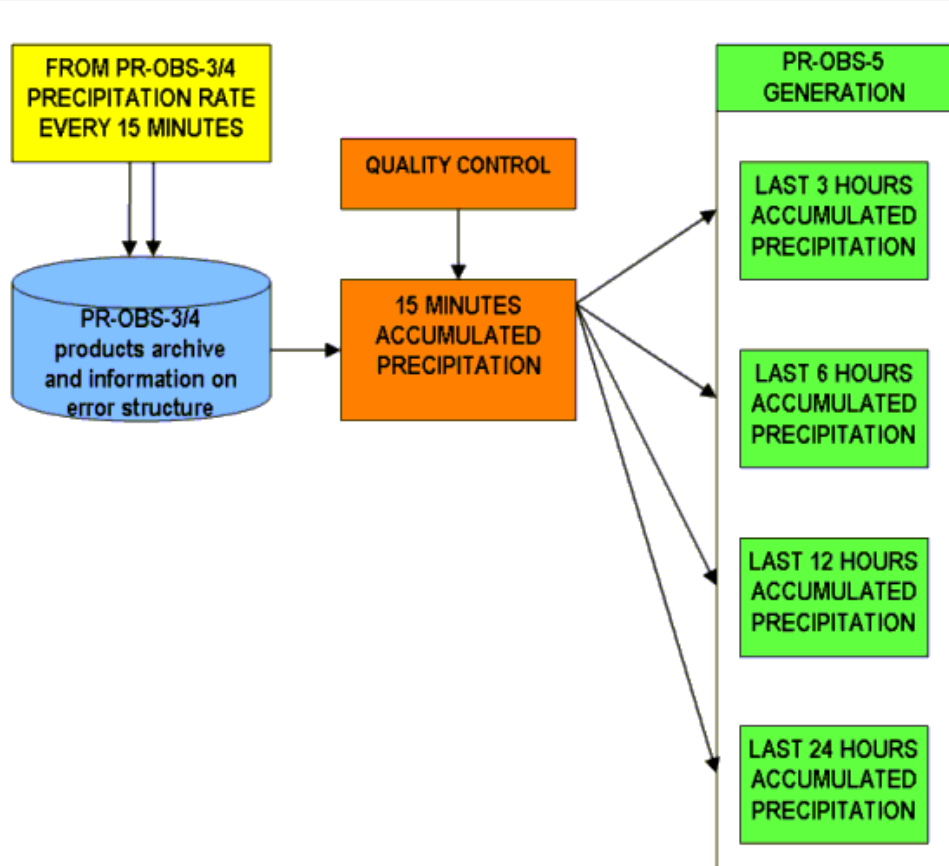 FROM PR-OBS-3/4
PRECIPITATION RATE
EVERY 15 MINUTES
PR-OBS-3/4
products archive
and information on
error structure
QUALITY CONTROL
15 MINUTES
ACCUMULATED
PRECIPITATION
PR-OBS-5
GENERATION
LAST 3 HOURS
ACCUMULATED
PRECIPITATION
LAST 6 HOURS
ACCUMULATED
PRECIPITATION
LAST 12 HOURS
ACCUMULATED
PRECIPITATION
LAST 24 HOURS
ACCUMULATED
PRECIPITATION